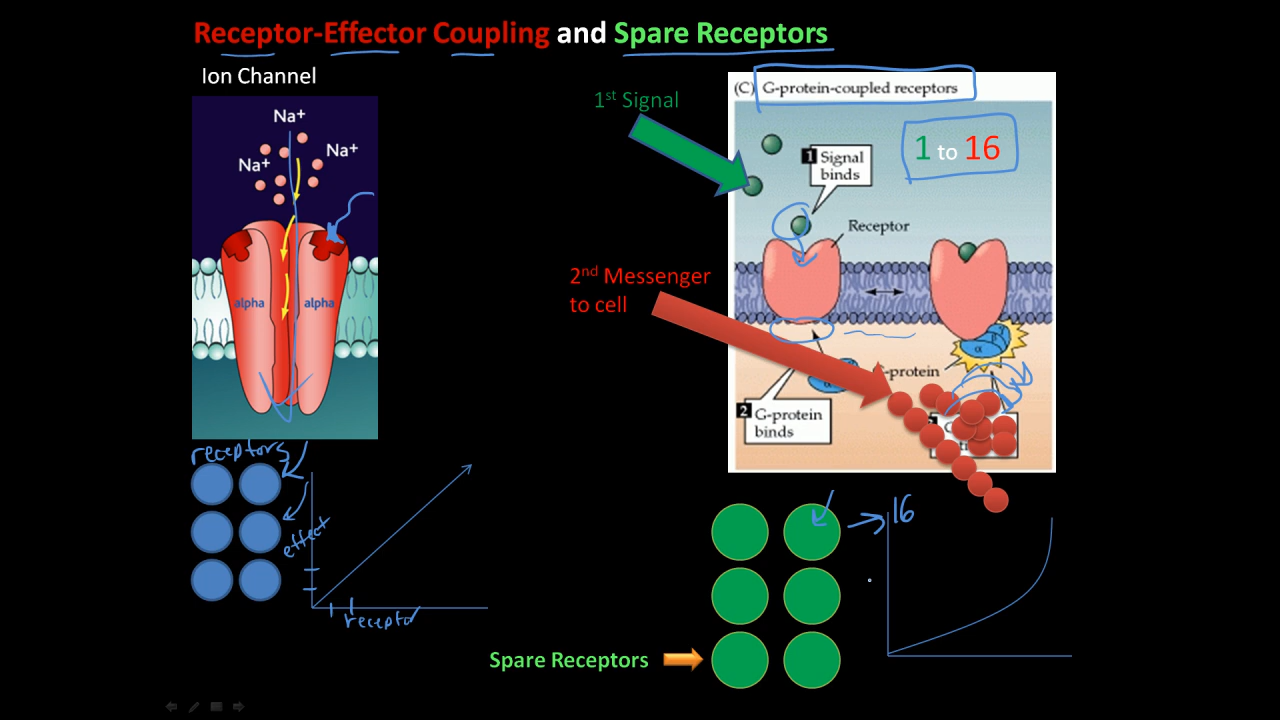 Receptor-Effector Coupling and Spare Receptors
Ion Channel
Na+
Na+
Na+
alpha
alpha
receptors
effect
receptor
1st Signal
2nd Messenger
to cell
(C) G-protein-coupled receptors
1 to 16
1 Signal
binds
Receptor
G-protein
α
2 G-protein
binds
16
Spare Receptors